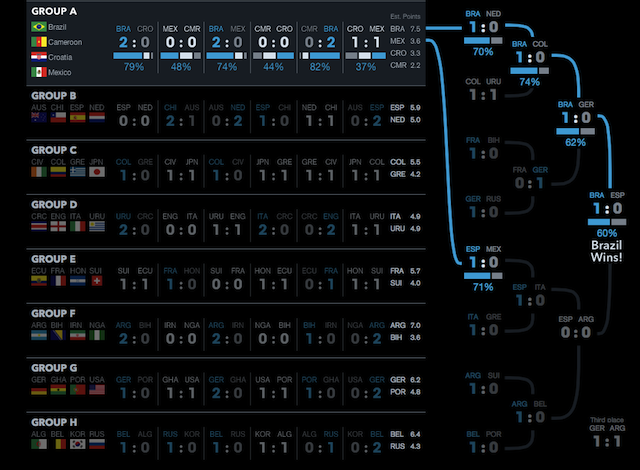 GROUP A
Est. Points
Brazil
Cameroon
Croatia
Mexico
BRA CRO MEX CMR BRA MEX CMR CRO CMR BRA CRO MEX
2:0 0:0 2:0 0:0 0:2 1:1
79% 48% 74% 44% 82% 37%
BRA 7.5
MEX 3.6
CRO 3.3
CMR 2.2
GROUP B
AUS CHI ESP NED ESP NED CHI AUS AUS NED ESP CHI NED CHI AUS ESP
0:0 2:1 0:2 1:0 1:1 0:2
ESP 5.9
NED 5.0
GROUP C
CIV COL GRE JPN COL GRE CIV JPN COL CIV JPN GRE GRE CIV JPN COL
1:0 1:1 1:0 1:1 1:1 0:1
COL 5.5
GRE 4.2
GROUP D
CRC ENG ITA URU URU CRC ENG ITA URU ENG ITA CRC CRC ENG ITA URU
2:0 0:0 1:1 2:0 0:2 1:1
ITA 4.9
URU 4.9
GROUP E
ECU FRA HON SUI SUI ECU FRA HON SUI FRA HON ECU ECU FRA HON SUI
1:1 1:0 0:0 1:1 0:1 1:1
FRA 5.7
SUI 4.0
GROUP F
ARG BIH IRN NGA ARG BIH IRN NGA ARG IRN NGA BIH BIH IRN NGA ARG
2:0 0:0 2:0 0:0 1:0 0:2
ARG 7.0
BIH 3.6
GROUP G
GER GHA POR USA GER POR GHA USA GER GHA USA POR POR GHA USA GER
1:0 1:1 2:0 1:1 1:0 0:2
GER 6.2
POR 4.8
GROUP H
ALG BEL KOR RUS BEL ALG RUS KOR BEL RUS KOR ALG ALG RUS KOR BEL
1:0 1:1 1:0 1:1 0:1 0:2
BEL 6.4
RUS 4.3
BRA NED
1:0
70%
COL URU
1:1
FRA BIH
1:0
GER RUS
1:0
ESP MEX
1:0
71%
ITA GRE
1:0
ARG SUI
1:0
BEL POR
1:0
BRA COL
1:0
74%
FRA GER
0:1
ESP ITA
1:0
ARG BEL
1:0
BRA GER
1:0
62%
ESP ARG
0:0
BRA ESP
1:0
60%
Brazil
Wins!
Third place
GER ARG
1:1